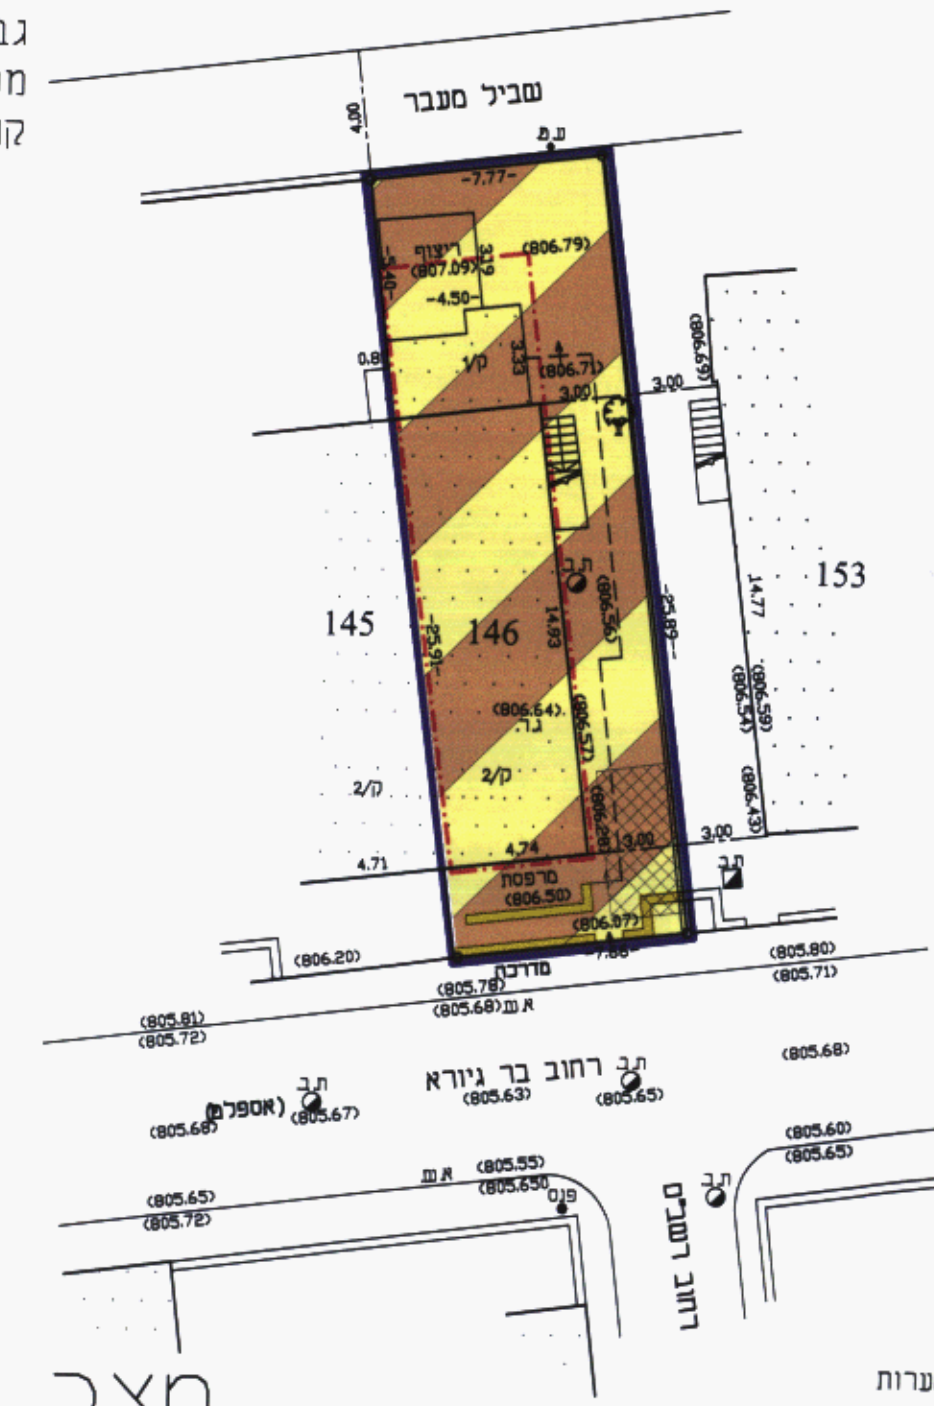 שביל מעבר
4.00
ע.מ
-7.77-
ריצוף
(807.09)
3.19
-5.40-
(806.79)
-4.50-
ק/1
3.33
(806.71)
3.00
3.00
(806.69)
145
146
153
ת.ב
(806.56)
14.93
-25.91-
-25.89-
14.77
(806.64)
ג.ר.
(806.57)
(806.54)
(806.59)
ק/2
ק/2
(806.28)
(806.43)
4.71
4.74
3.00
3.00
ת.ב
מרפסת
(806.50)
(806.07)
(806.20)
מדרכה
(805.80)
(805.78)
(805.71)
(805.68) א.ש
(805.81)
(805.72)
רחוב בר גיורא
ת.ב
ת.ב
(805.68)
(אספלט)
(805.68)
(805.67)
(805.63)
(805.65)
א.ש
(805.55)
(805.650
(805.60)
(805.65)
(805.65)
(805.72)
פנס
ת.ב
רחוב רשב"ם
ערות